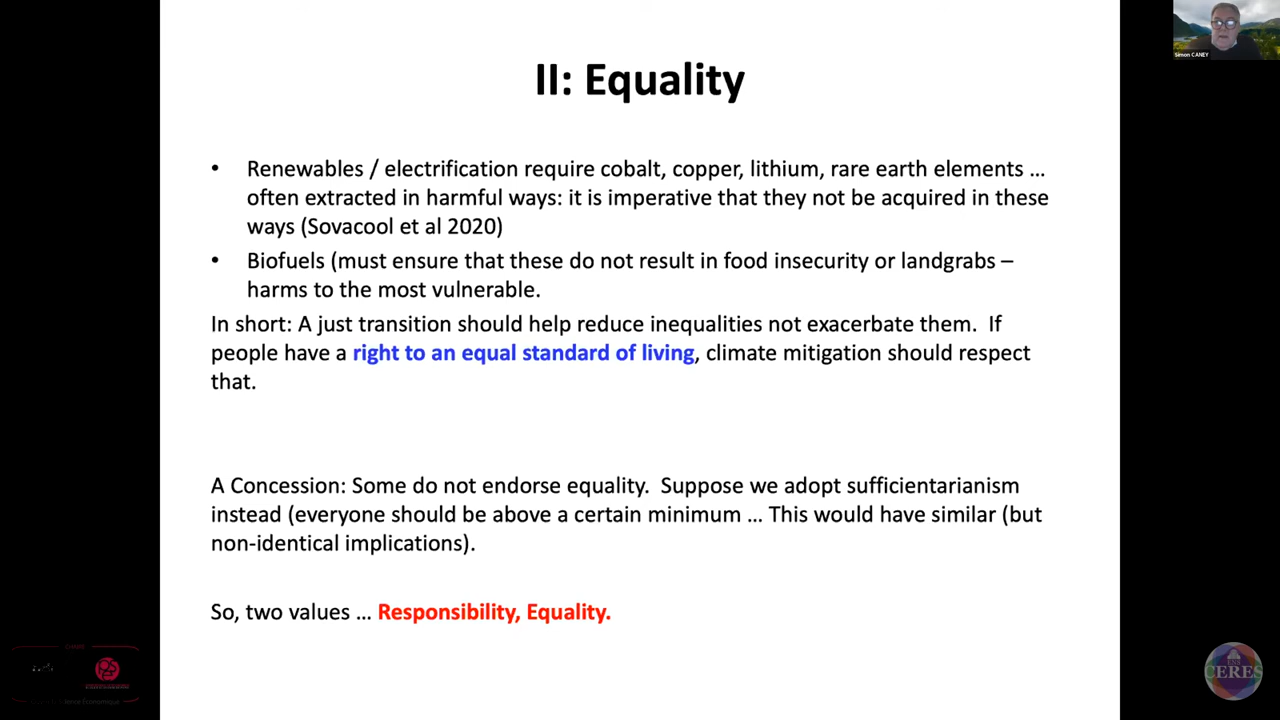 Simon CANEY
II: Equality
• Renewables / electrification require cobalt, copper, lithium, rare earth elements …
often extracted in harmful ways: it is imperative that they not be acquired in these
ways (Sovacool et al 2020)
• Biofuels (must ensure that these do not result in food insecurity or landgrabs –
harms to the most vulnerable.
In short: A just transition should help reduce inequalities not exacerbate them. If
people have a right to an equal standard of living, climate mitigation should respect
that.
A Concession: Some do not endorse equality. Suppose we adopt sufficientarianism
instead (everyone should be above a certain minimum … This would have similar (but
non-identical implications).
So, two values … Responsibility, Equality.
ENS
CERES